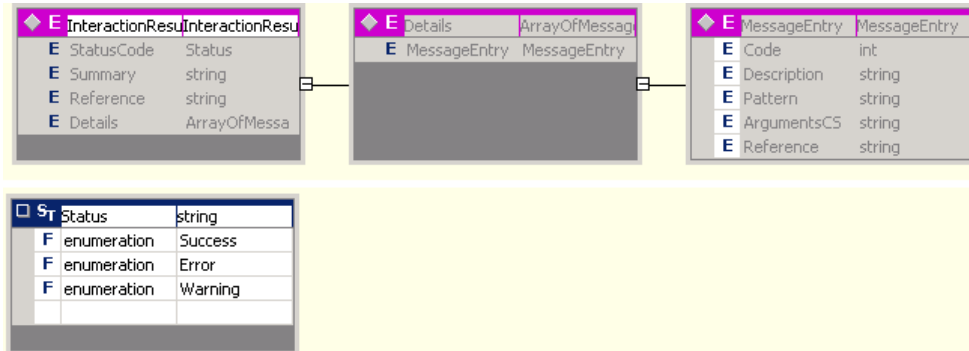 E InteractionResu InteractionResu
E StatusCode Status
E Summary string
E Reference string
E Details ArrayOfMessa
E Details ArrayOfMessag
E MessageEntry MessageEntry
E MessageEntry MessageEntry
E Code int
E Description string
E Pattern string
E ArgumentsCS string
E Reference string
ST Status string
F enumeration Success
F enumeration Error
F enumeration Warning